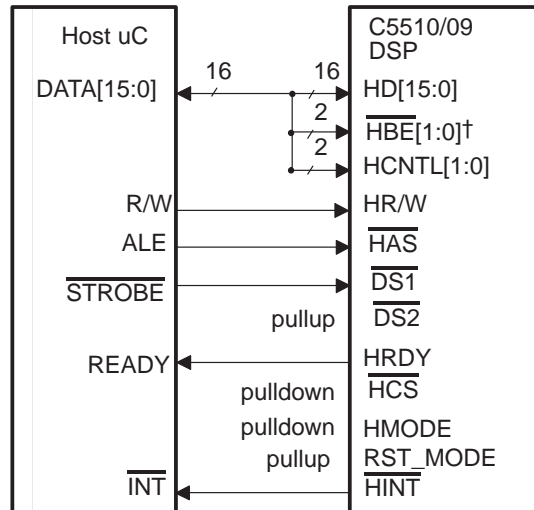 Host uC
C5510/09
DSP
16 16
DATA[15:0] HD[15:0]
2
HBE[1:0]†
2
HCNTL[1:0]
R/W HR/W
ALE HAS
STROBE DS1
pullup DS2
READY HRDY
pulldown HCS
pulldown HMODE
pullup RST_MODE
INT HINT